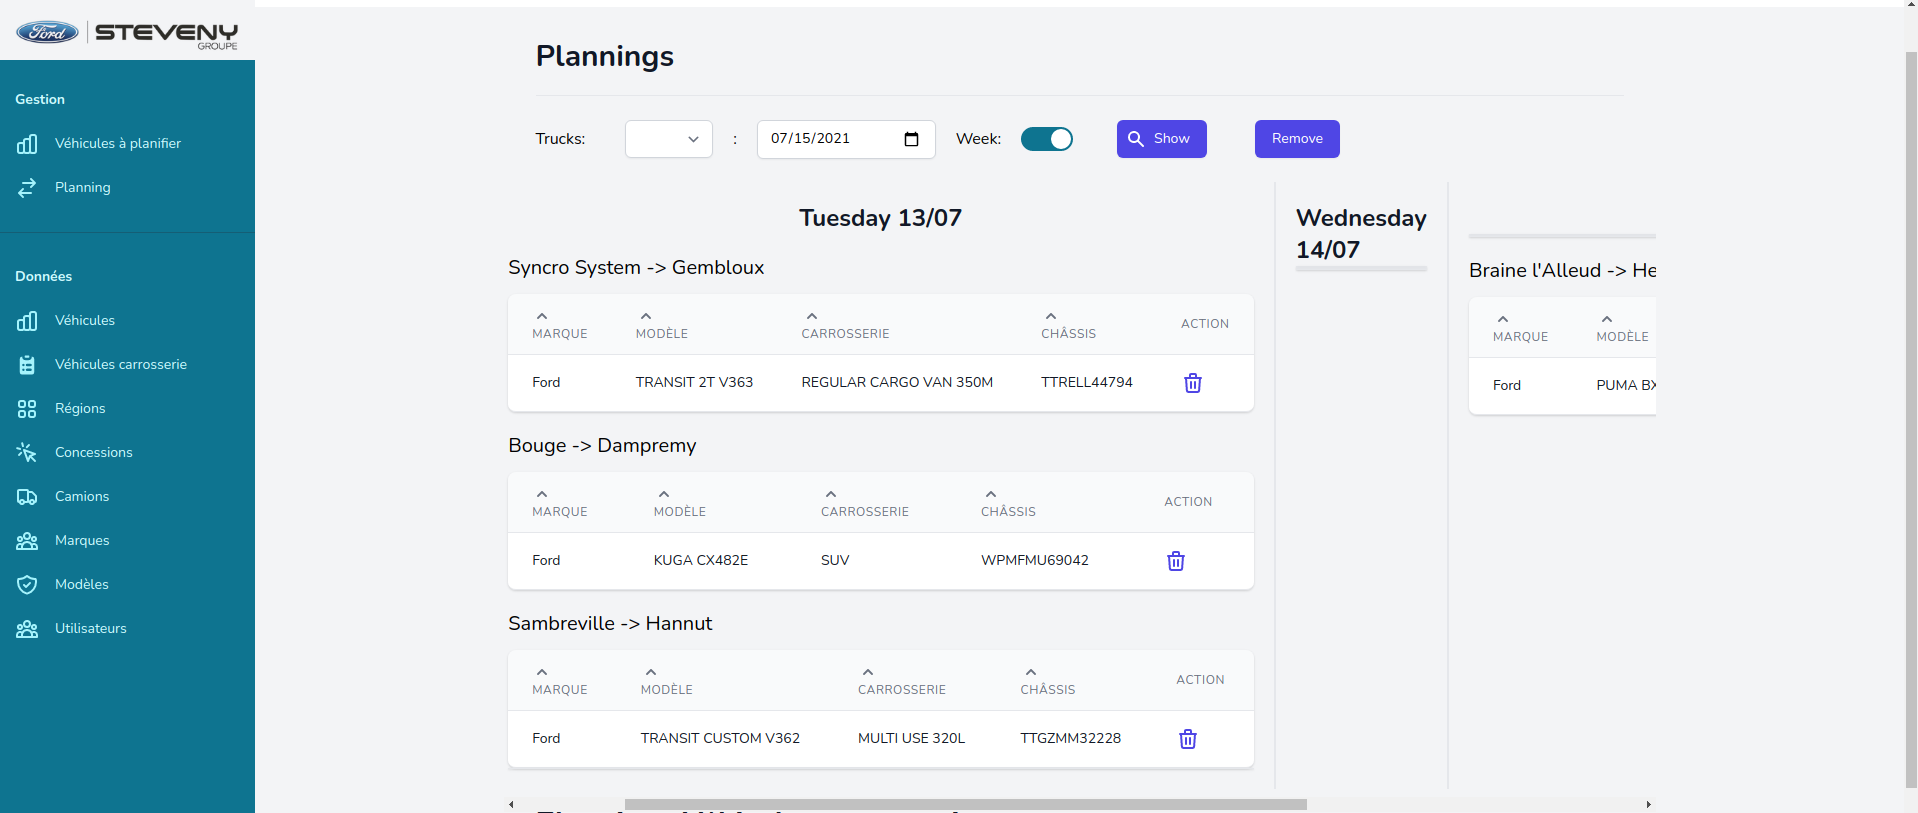 Ford STEVENY
GROUPE
Gestion
Véhicules à planifier
Planning
Données
Véhicules
Véhicules carrosserie
Régions
Concessions
Camions
Marques
Modèles
Utilisateurs
Plannings
Trucks: : 07/15/2021 Week: Show Remove
Tuesday 13/07
Syncro System -> Gembloux
MARQUE MODÈLE CARROSSERIE CHÂSSIS ACTION
Ford TRANSIT 2T V363 REGULAR CARGO VAN 350M TTRELL44794
Bouge -> Dampremy
MARQUE MODÈLE CARROSSERIE CHÂSSIS ACTION
Ford KUGA CX482E SUV WPMFMU69042
Sambreville -> Hannut
MARQUE MODÈLE CARROSSERIE CHÂSSIS ACTION
Ford TRANSIT CUSTOM V362 MULTI USE 320L TTGZMM32228
Wednesday
14/07
Braine l'Alleud -> He
MARQUE MODÈLE
Ford PUMA BX